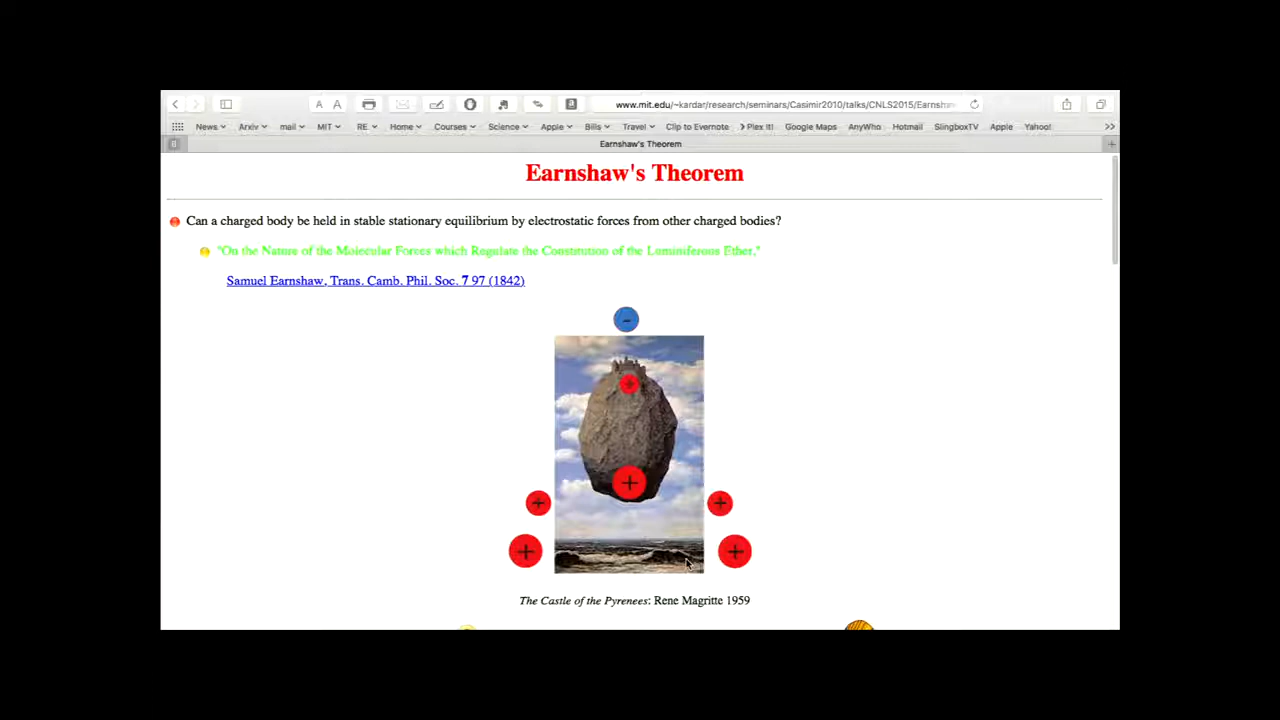 A A www.mit.edu/~kardar/research/seminars/Casimir2010/talks/CNLS2015/Earnsha
News Arxiv mail MIT RE Home Courses Science Apple Bills Travel Clip to Evernote > Plex It! Google Maps AnyWho Hotmail SlingboxTV Apple Yahoo! >>
Earnshaw's Theorem +
Earnshaw's Theorem
Can a charged body be held in stable stationary equilibrium by electrostatic forces from other charged bodies?
"On the Nature of the Molecular Forces which Regulate the Constitution of the Luminiferous Ether,"
Samuel Earnshaw, Trans. Camb. Phil. Soc. 7 97 (1842)
-
+
+
+ +
+ +
The Castle of the Pyrenees: Rene Magritte 1959